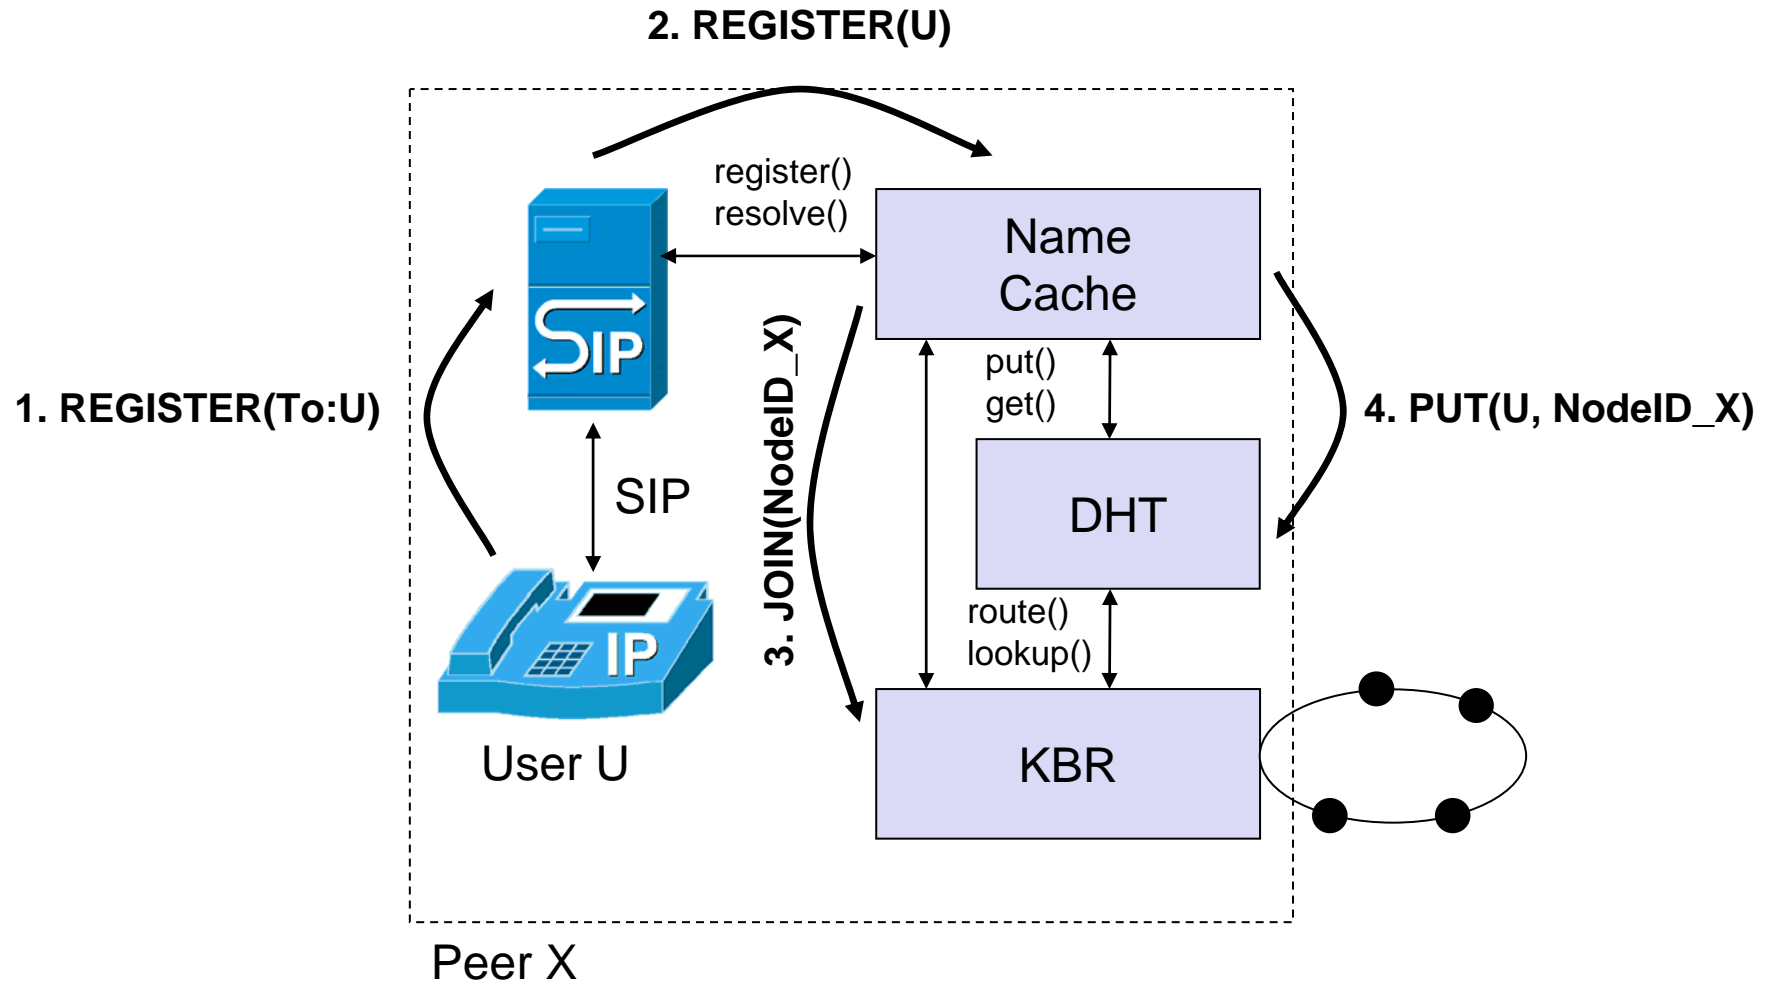 2. REGISTER(U)
register()
resolve()
Name
Cache
SIP
1. REGISTER(To:U)
3. JOIN(NodeID_X)
put()
get()
4. PUT(U, NodeID_X)
SIP
DHT
route()
lookup()
IP
User U
KBR
Peer X